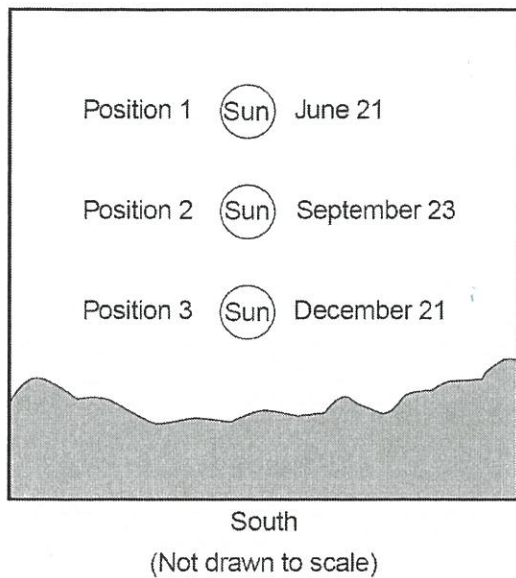 Position 1 Sun June 21
Position 2 Sun September 23
Position 3 Sun December 21
South
(Not drawn to scale)